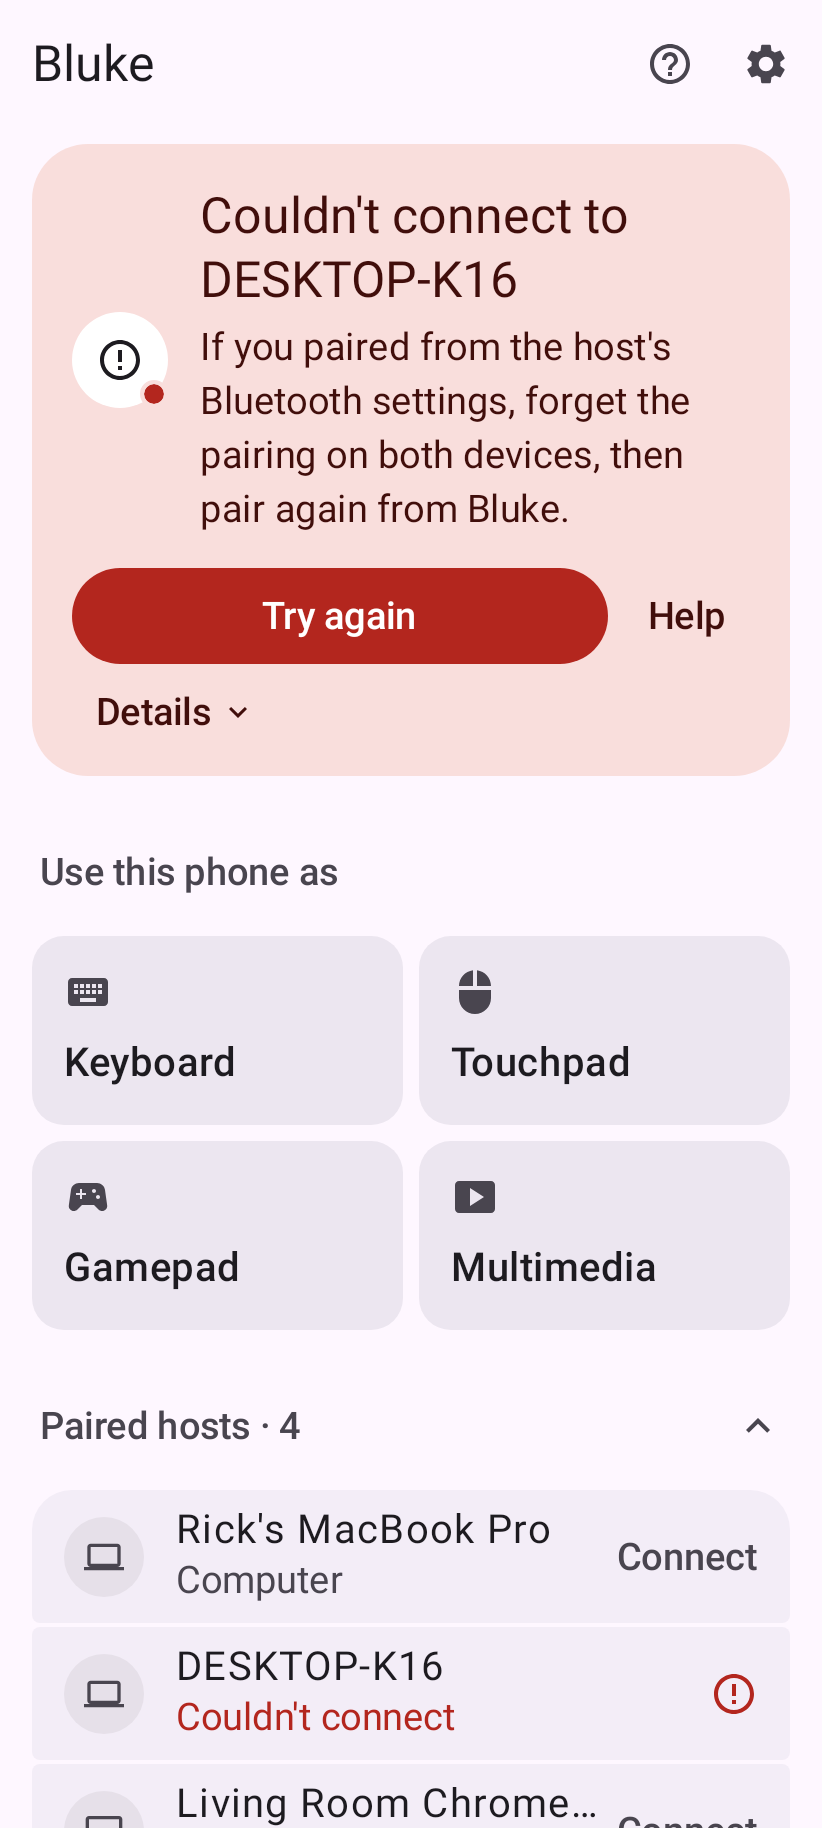 Bluke
Couldn't connect to
DESKTOP-K16
If you paired from the host's
Bluetooth settings, forget the
pairing on both devices, then
pair again from Bluke.
Try again
Help
Details
Use this phone as
Keyboard
Touchpad
Gamepad
Multimedia
Paired hosts · 4
Rick's MacBook Pro
Computer
Connect
DESKTOP-K16
Couldn't connect
Living Room Chrome…
Connect